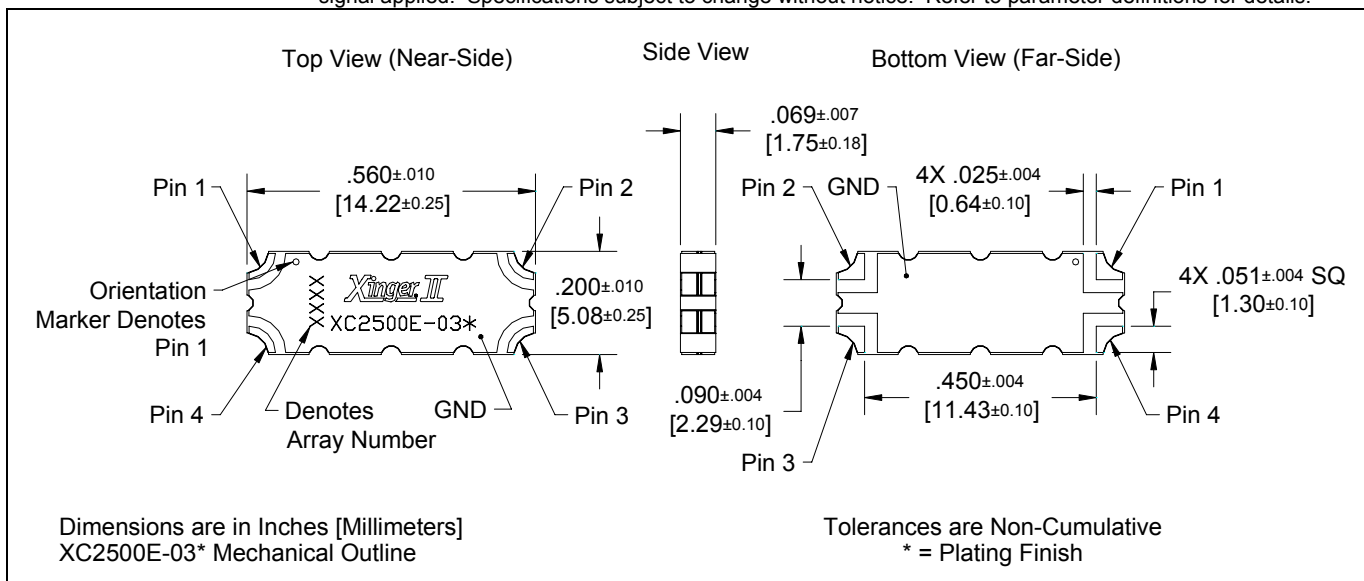 signal applied. Specifications subject to change without notice. Refer to parameter definitions for details.
Top View (Near-Side)
Side View
Bottom View (Far-Side)
.069±.007
[1.75±0.18]
Pin 1
.560±.010
[14.22±0.25]
Pin 2
Pin 2
GND
4X .025±.004
[0.64±0.10]
Pin 1
Orientation
Marker Denotes
Pin 1
XXXXX
Xinger II
XC2500E-03*
.200±.010
[5.08±0.25]
4X .051±.004 SQ
[1.30±0.10]
Pin 4
Denotes
Array Number
GND
Pin 3
.090±.004
[2.29±0.10]
.450±.004
[11.43±0.10]
Pin 4
Pin 3
Dimensions are in Inches [Millimeters]
XC2500E-03* Mechanical Outline
Tolerances are Non-Cumulative
* = Plating Finish